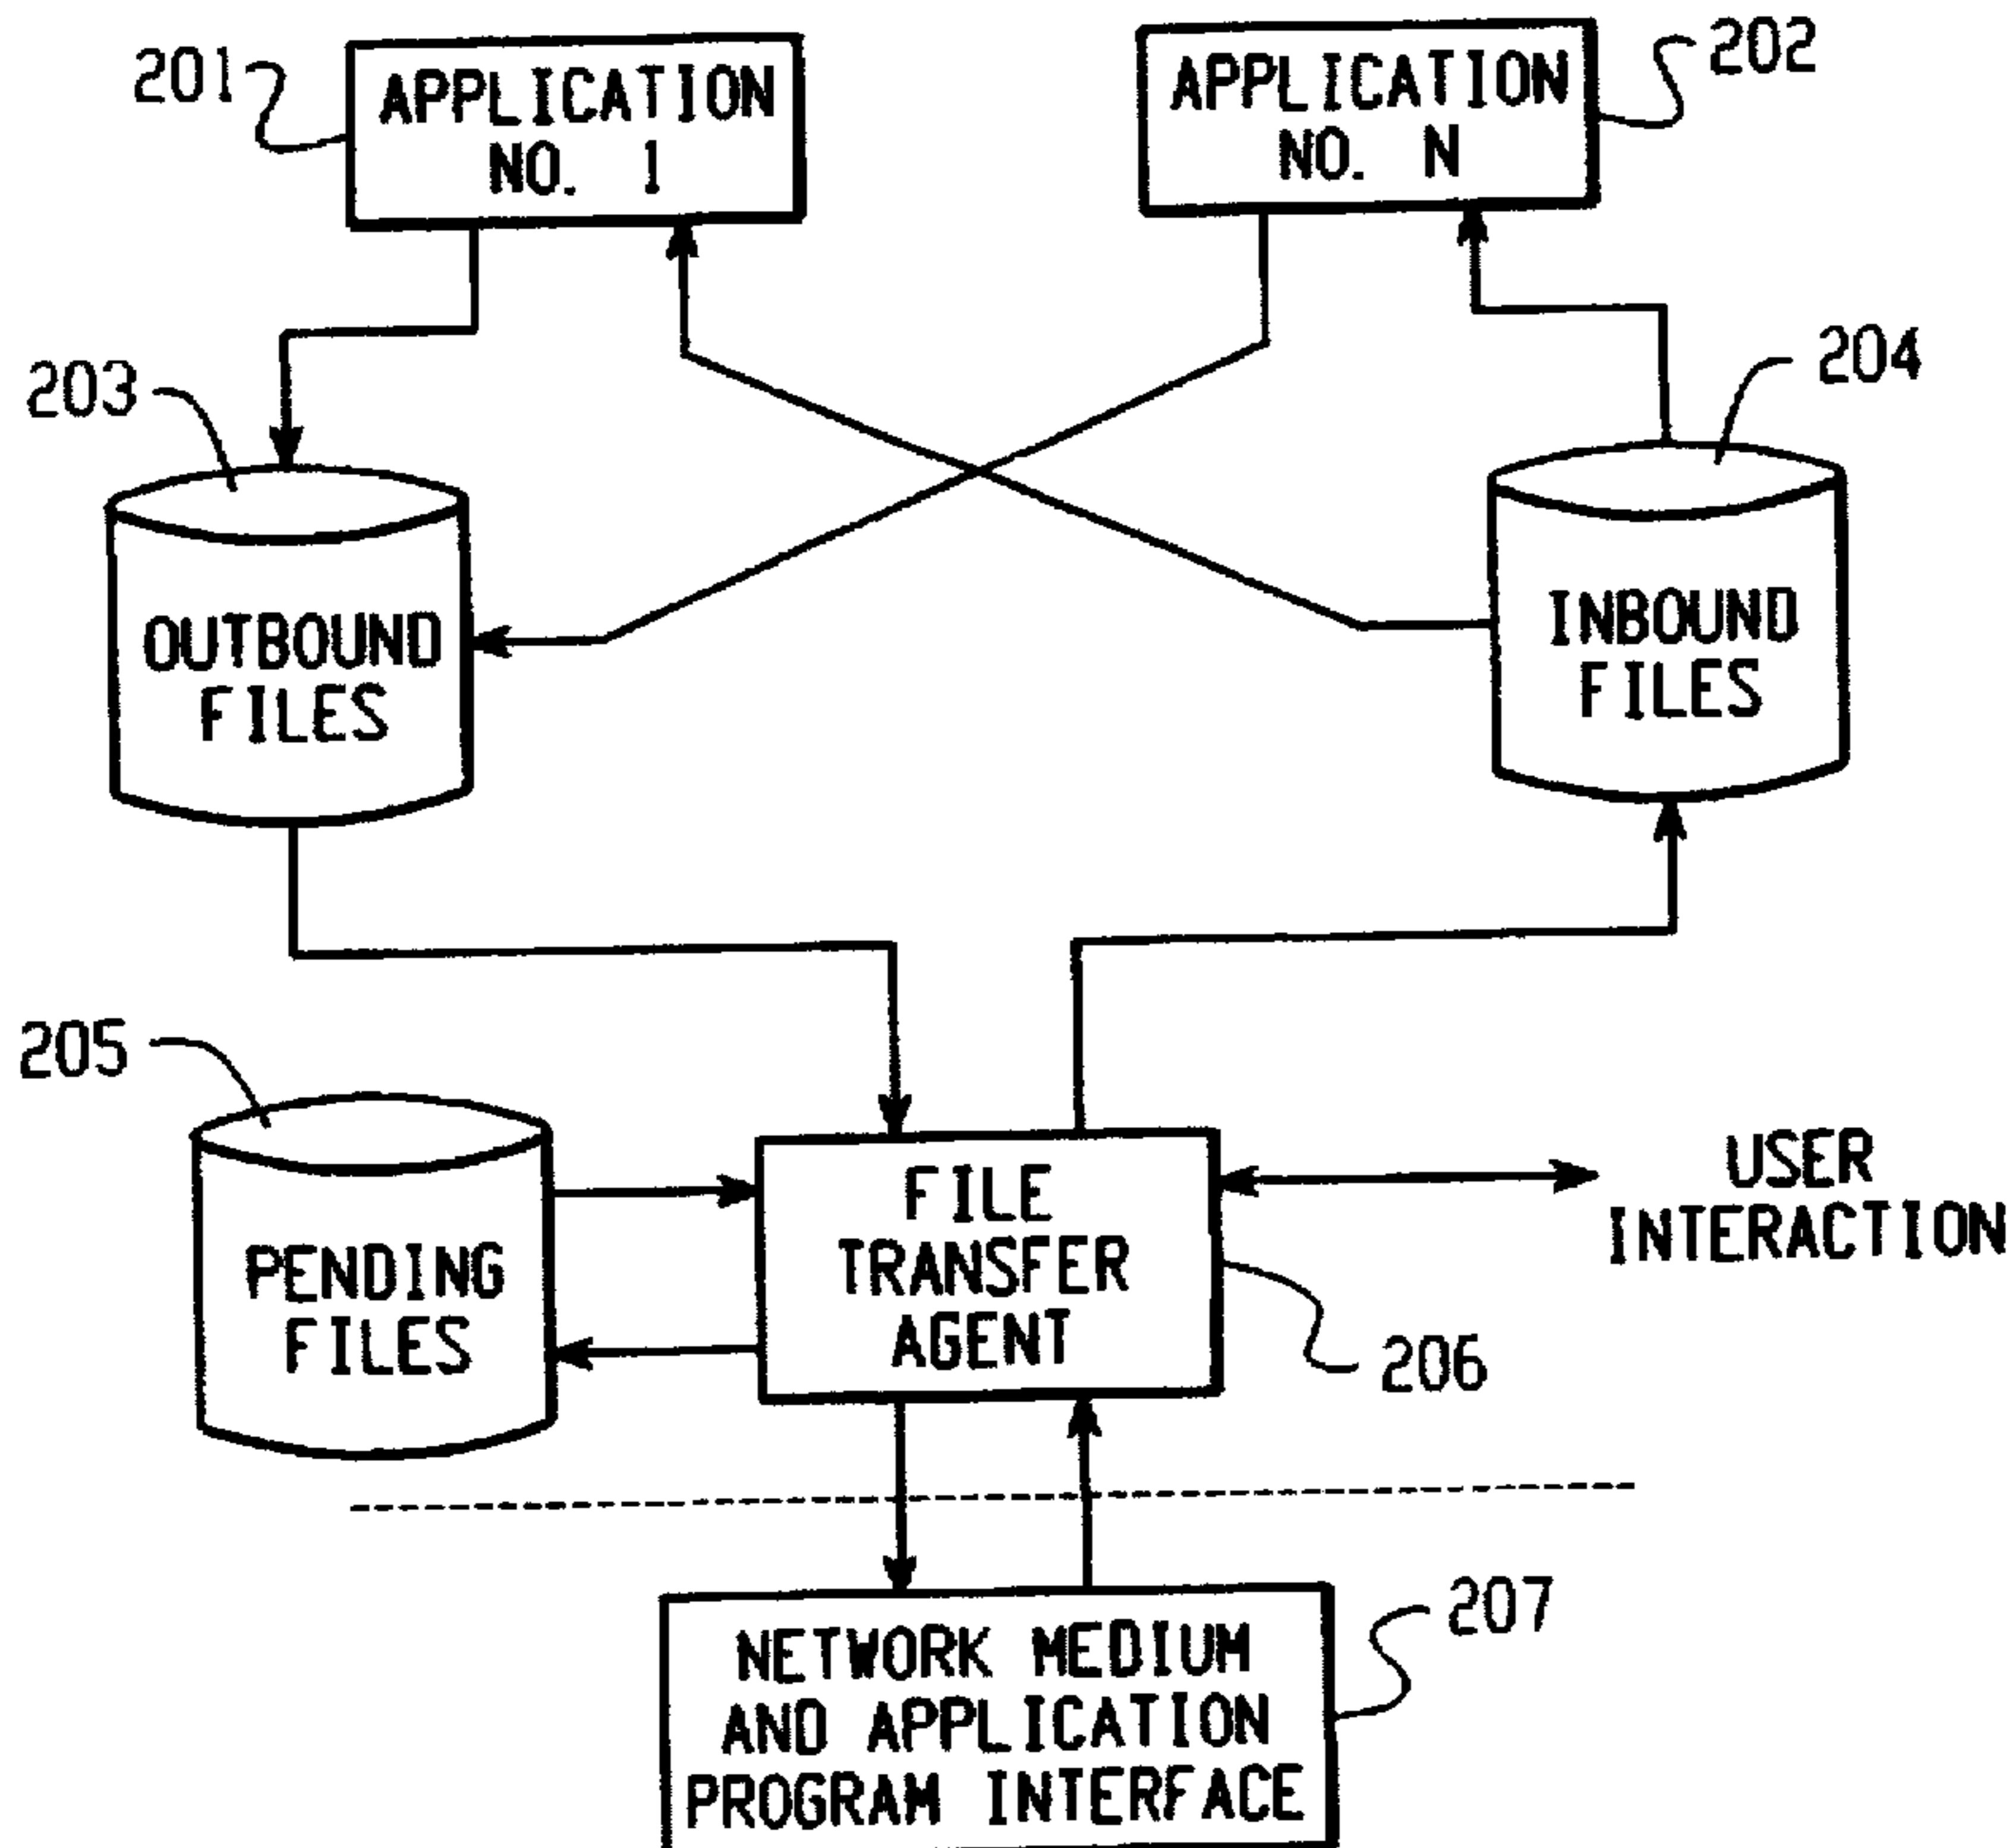 201
APPLICATION
NO. 1
APPLICATION
NO. N
202
203
204
OUTBOUND
FILES
INBOUND
FILES
205
PENDING
FILES
FILE
TRANSFER
AGENT
USER
INTERACTION
206
207
NETWORK MEDIUM
AND APPLICATION
PROGRAM INTERFACE